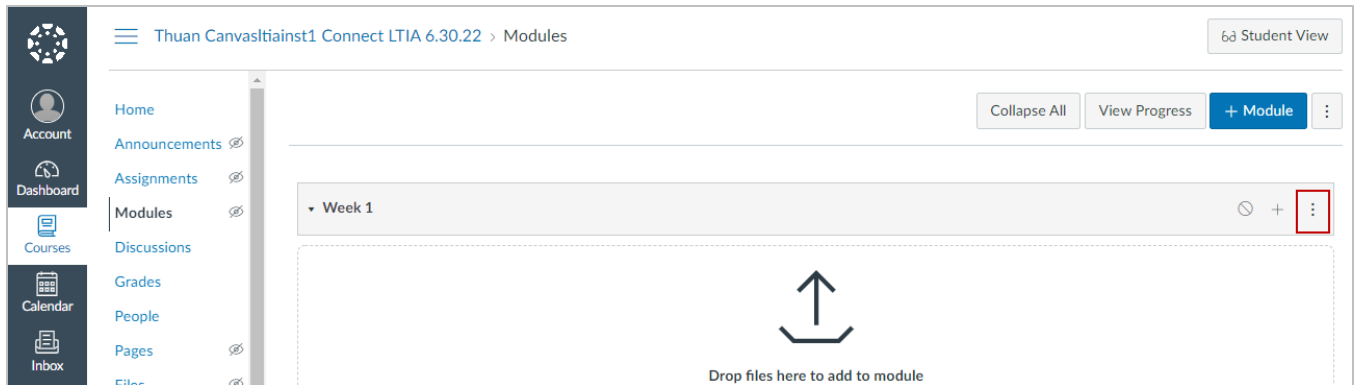 Thuan Canvasltiainst1 Connect LTIA 6.30.22 > Modules
Student View
Account
Dashboard
Courses
Calendar
Inbox
Home
Announcements
Assignments
Modules
Discussions
Grades
People
Pages
Files
Collapse All View Progress + Module
Week 1
Drop files here to add to module